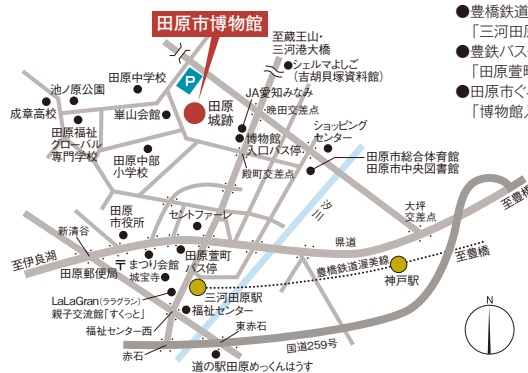 田原市博物館
至蔵王山・
三河港大橋
●豊橋鉄道
「三河田原
●豊鉄バス
「田原萱町
●田原市ぐ
「博物館入
シェルマよしご
（吉胡貝塚資料館）
田原中学校
池ノ原公園
成章高校
P
JA愛知みなみ
晩田交差点
田原
城跡
崋山会館
田原福祉
グローバル
専門学校
田原中部
小学校
博物館
入口バス停
ショッピング
センター
殿町交差点
田原市総合体育館
田原市中央図書館
汐川
田原
市役所
セントファーレ
大坪
交差点
至豊橋
新清谷
県道
至伊良湖
田原郵便局
〒
まつり会館
城宝寺
田原萱町
バス停
豊橋鉄道渥美線
至豊橋
神戸駅
LaLaGran（ララグラン）
親子交流館「すくっと」
三河田原駅
福祉センター
福祉センター西
東赤石
赤石
国道259号
道の駅田原めっくんはうす
N